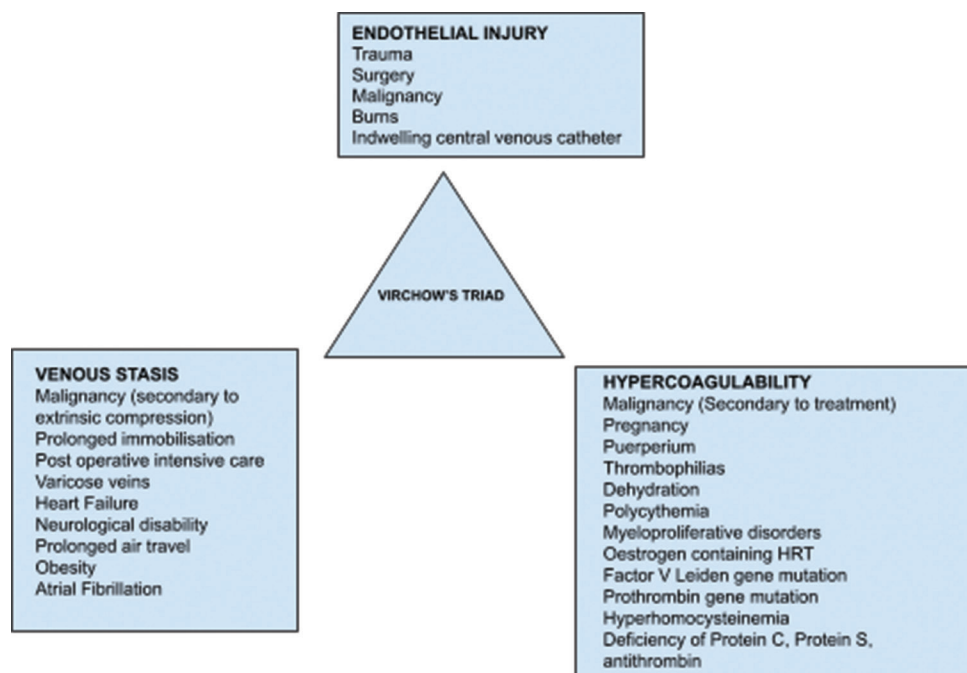 ENDOTHELIAL INJURY
Trauma
Surgery
Malignancy
Burns
Indwelling central venous catheter
VIRCHOW'S TRIAD
VENOUS STASIS
Malignancy (secondary to
extrinsic compression)
Prolonged immobilisation
Post operative intensive care
Varicose veins
Heart Failure
Neurological disability
Prolonged air travel
Obesity
Atrial Fibrillation
HYPERCOAGULABILITY
Malignancy (Secondary to treatment)
Pregnancy
Puerperium
Thrombophilias
Dehydration
Polycythemia
Myeloproliferative disorders
Oestrogen containing HRT
Factor V Leiden gene mutation
Prothrombin gene mutation
Hyperhomocysteinemia
Deficiency of Protein C, Protein S,
antithrombin